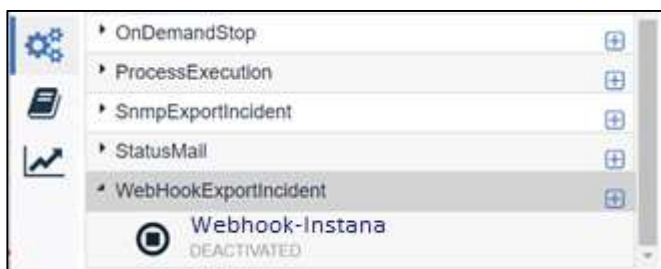 OnDemandStop
ProcessExecution
SnmpExportIncident
StatusMail
WebHookExportIncident
Webhook-Instana
DEACTIVATED